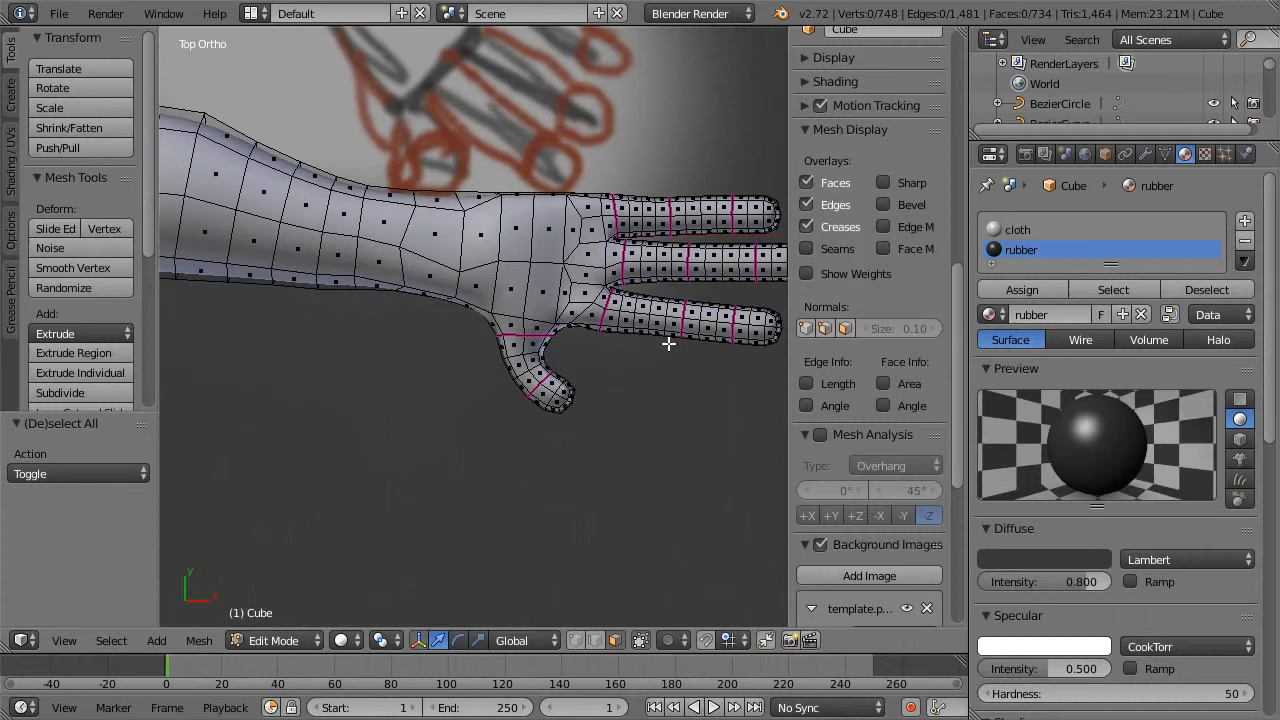 File Render Window Help Default Scene Blender Render v2.72 | Verts:0/748 | Edges:0/1,481 | Faces:0/734 | Tris:1,464 | Mem:23.21M | Cube
Tools
Create
Shading / UVs
Options
Grease Pencil
Transform
Translate
Rotate
Scale
Shrink/Fatten
Push/Pull
Mesh Tools
Deform:
Slide Ed Vertex
Noise
Smooth Vertex
Randomize
Add:
Extrude
Extrude Region
Extrude Individual
Subdivide
(De)select All
Action
Toggle
Top Ortho
y
x
(1) Cube
Cube
Display
Shading
Motion Tracking
Mesh Display
Overlays:
Faces Sharp
Edges Bevel
Creases Edge M
Seams Face M
Show Weights
Normals:
Size: 0.10
Edge Info: Face Info:
Length Area
Angle Angle
Mesh Analysis
Type: Overhang
0° 45°
+X +Y +Z -X -Y -Z
Background Images
Add Image
template.p...
View Search All Scenes
RenderLayers
World
BezierCircle
Cube rubber
cloth
rubber
Assign Select Deselect
rubber F Data
Surface Wire Volume Halo
Preview
Diffuse
Lambert
Intensity: 0.800 Ramp
Specular
CookTorr
Intensity: 0.500 Ramp
Hardness: 50
View Select Add Mesh Edit Mode Global
-40 -20 0 20 40 60 80 100 120 140 160 180 200 220 240 260
View Marker Frame Playback Start: 1 End: 250 1 No Sync